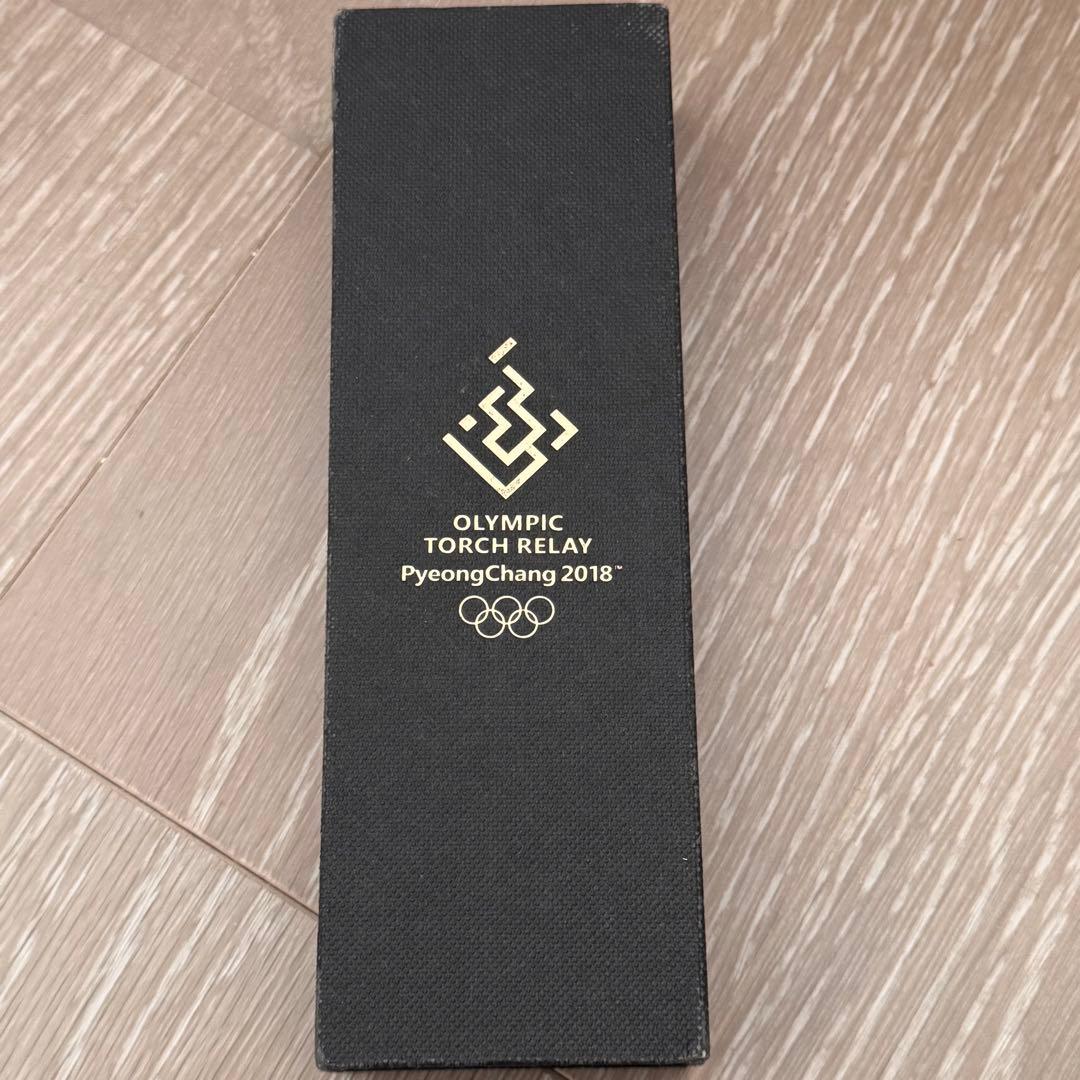 OLYMPIC
TORCH RELAY
PyeongChang 2018™